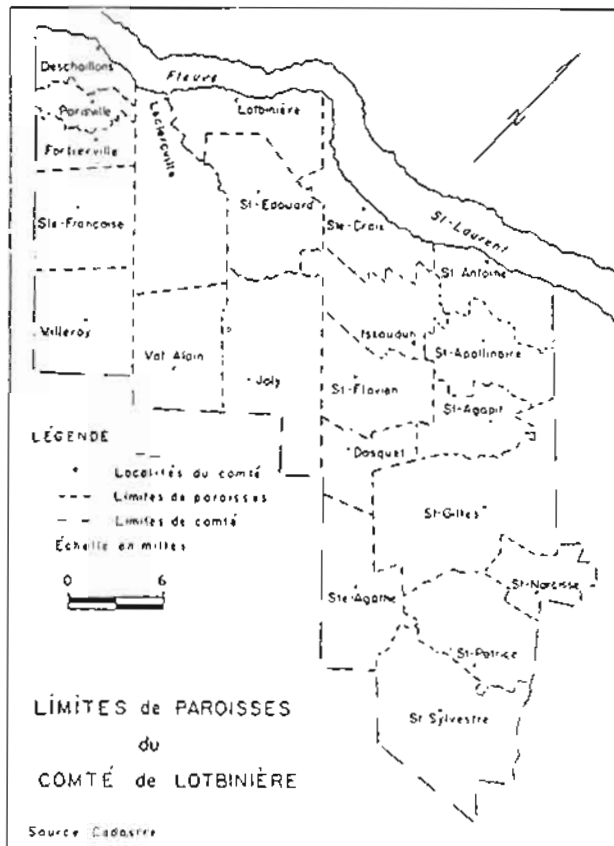 Deschaillons
Fleuve
Parisville
Lotbinière
Leclercville
Fortierville
St-Edouard
Ste-Françoise
Ste-Croix
St-Laurent
St-Antoine
Villeroy
Issoudun
St-Apollinaire
Val Alain
Joly
St-Flavien
St-Agapit
LÉGENDE
Dosquet
Localités du comté
Limites de paroisses
St-Gilles
Limites de comté
Échelle en milles
0 6
St-Narcisse
Ste-Agathe
St-Patrice
LIMITES de PAROISSES
St Sylvestre
du
COMTÉ de LOTBINIÈRE
Source Cadastre